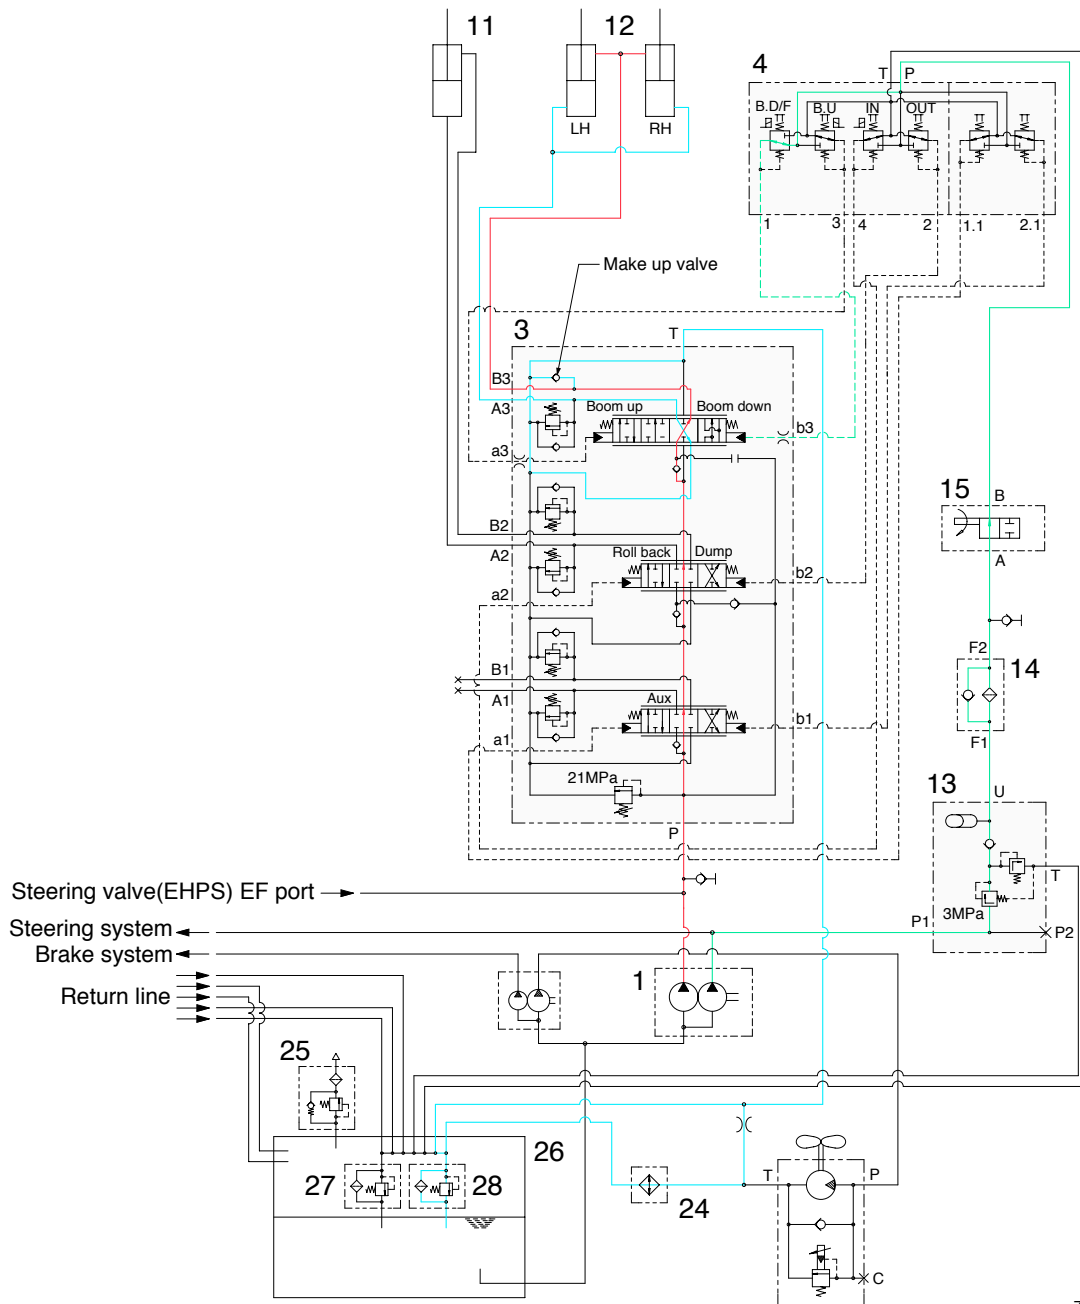 11
12
LH
RH
4
T P
B.D/F B.U IN OUT
1 3 4 2 1.1 2.1
Make up valve
3
T
B3
A3
Boom up Boom down
a3
b3
B2
A2
Roll back Dump
a2
b2
B1
A1
Aux
a1
b1
21MPa
P
15
B
A
F2
14
F1
13
U
T
3MPa
P1
P2
Steering valve(EHPS) EF port
Steering system
Brake system
Return line
1
25
26
27
28
24
T
P
C